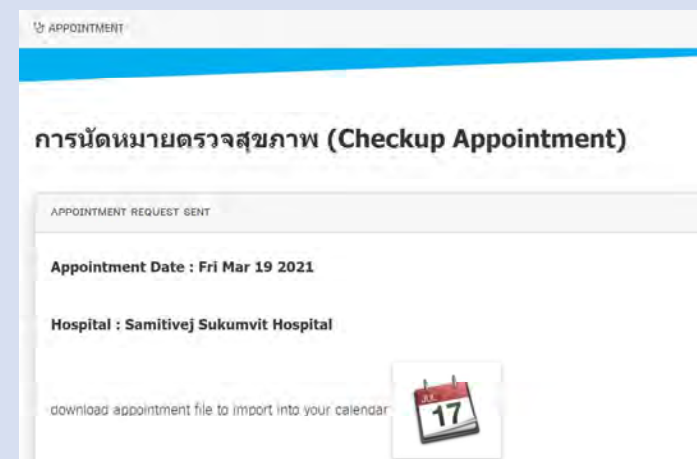 APPOINTMENT
การนัดหมายตรวจสุขภาพ (Checkup Appointment)
APPOINTMENT REQUEST SENT
Appointment Date : Fri Mar 19 2021
Hospital : Samitivej Sukumvit Hospital
download appointment file to import into your calendar
JUL
17